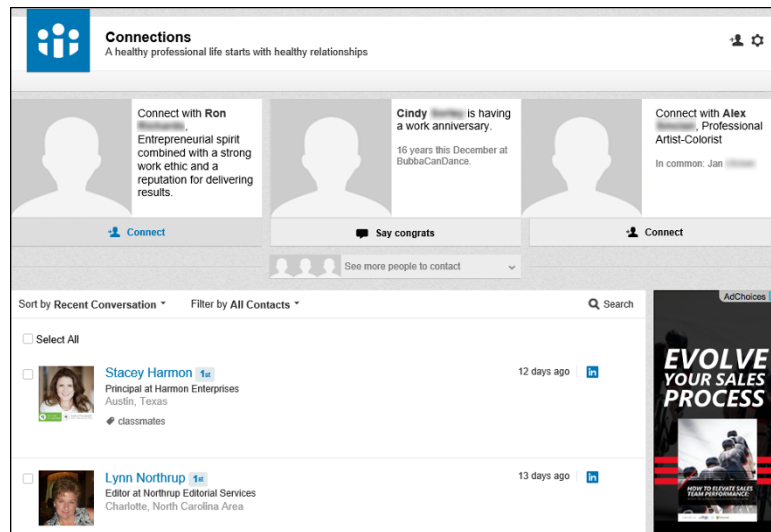 Connections
A healthy professional life starts with healthy relationships
Connect with Ron
,
Entrepreneurial spirit
combined with a strong
work ethic and a
reputation for delivering
results.
Connect
Cindy is having
a work anniversary.
16 years this December at
BubbaCanDance.
Say congrats
Connect with Alex
, Professional
Artist-Colorist
In common: Jan
Connect
See more people to contact
Sort by Recent Conversation
Filter by All Contacts
Search
Select All
Stacey Harmon 1st
Principal at Harmon Enterprises
Austin, Texas
classmates
12 days ago in
Lynn Northrup 1st
Editor at Northrup Editorial Services
Charlotte, North Carolina Area
13 days ago in
AdChoices
EVOLVE
YOUR SALES
PROCESS
HOW TO ELEVATE SALES
TEAM PERFORMANCE: